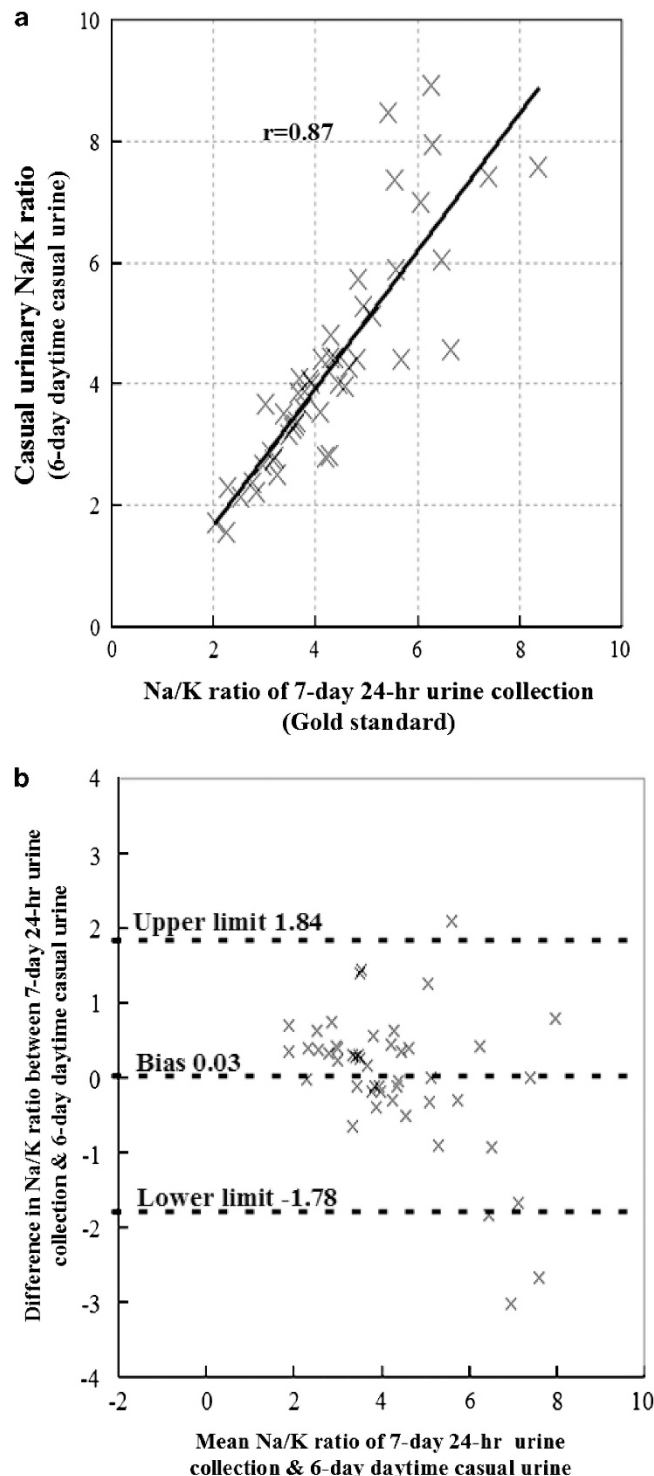 a
10
8
6
4
2
0
r=0.87
Casual urinary Na/K ratio
(6-day daytime casual urine)
0 2 4 6 8 10
Na/K ratio of 7-day 24-hr urine collection
(Gold standard)
b
4
3
2
1
0
-1
-2
-3
-4
Upper limit 1.84
Bias 0.03
Lower limit -1.78
Difference in Na/K ratio between 7-day 24-hr urine
collection & 6-day daytime casual urine
-2 0 2 4 6 8 10
Mean Na/K ratio of 7-day 24-hr urine
collection & 6-day daytime casual urine